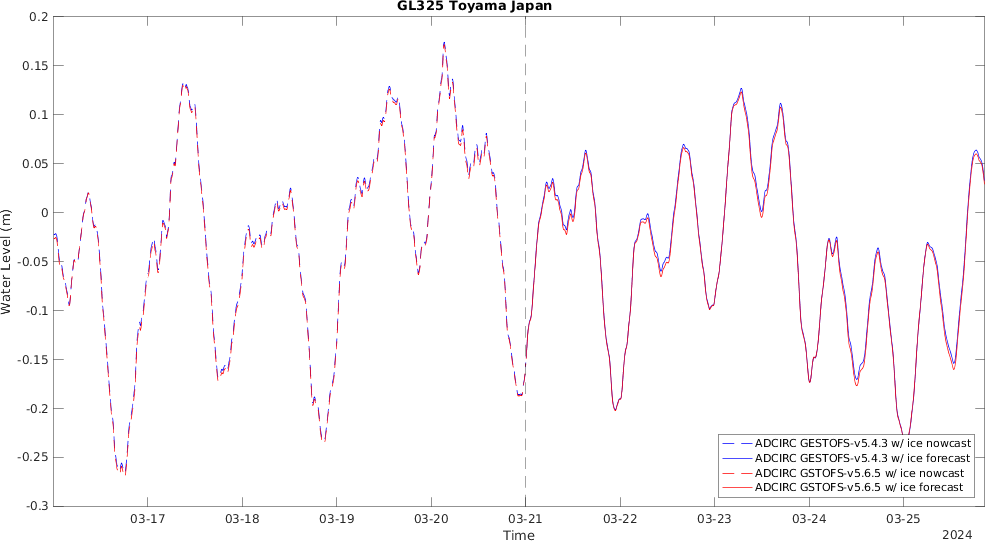 GL325 Toyama Japan
0.2
0.15
0.1
0.05
0
-0.05
-0.1
-0.15
-0.2
-0.25
-0.3
Water Level (m)
03-17 03-18 03-19 03-20 03-21 03-22 03-23 03-24 03-25
Time
2024
ADCIRC GESTOFS-v5.4.3 w/ ice nowcast
ADCIRC GESTOFS-v5.4.3 w/ ice forecast
ADCIRC GSTOFS-v5.6.5 w/ ice nowcast
ADCIRC GSTOFS-v5.6.5 w/ ice forecast